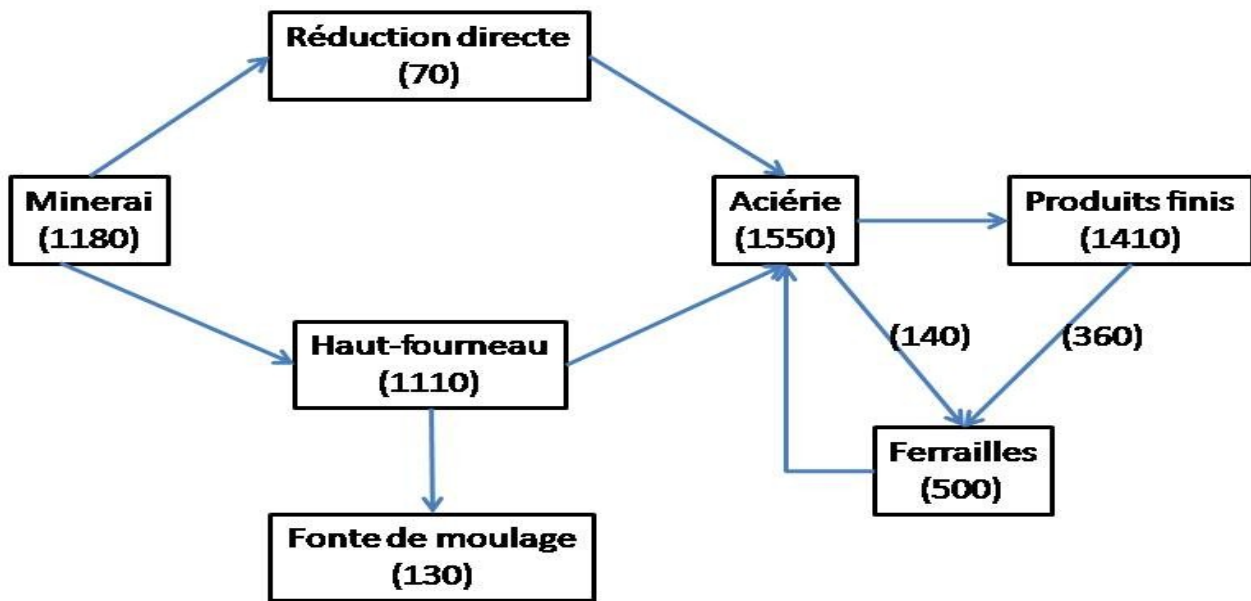 Réduction directe
(70)
Minerai
(1180)
Aciérie
(1550)
Produits finis
(1410)
Haut-fourneau
(1110)
(140)
(360)
Ferrailles
(500)
Fonte de moulage
(130)